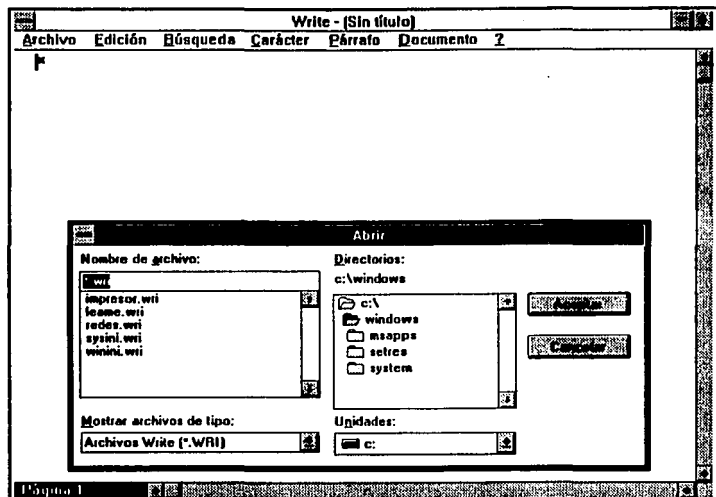 Write - (Sin título)
Archivo Edición Búsqueda Carácter Párrafo Documento ?
Abrir
Nombre de archivo:
*.wri
impresor.wri
leame.wri
redes.wri
sysini.wri
winini.wri
Mostrar archivos de tipo:
Archivos Write (*.WRI)
Directorios:
c:\windows
c:\
windows
msapps
setres
system
Unidades:
c:
Aceptar
Cancelar
Página 1